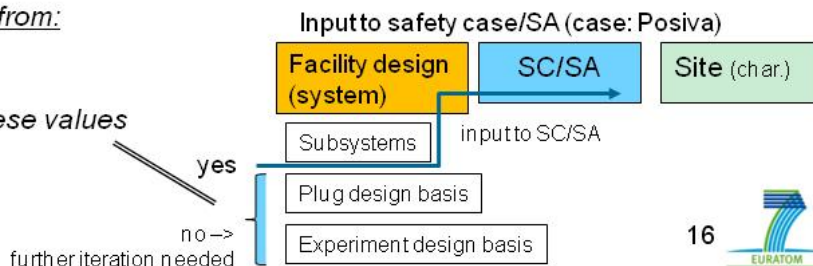 from:
Input to safety case/SA (case: Posiva)
Facility design
(system)
SC/SA
Site (char.)
ese values
Subsystems
input to SC/SA
yes
Plug design basis
no –>
further iteration needed
Experiment design basis
16
EURATOM